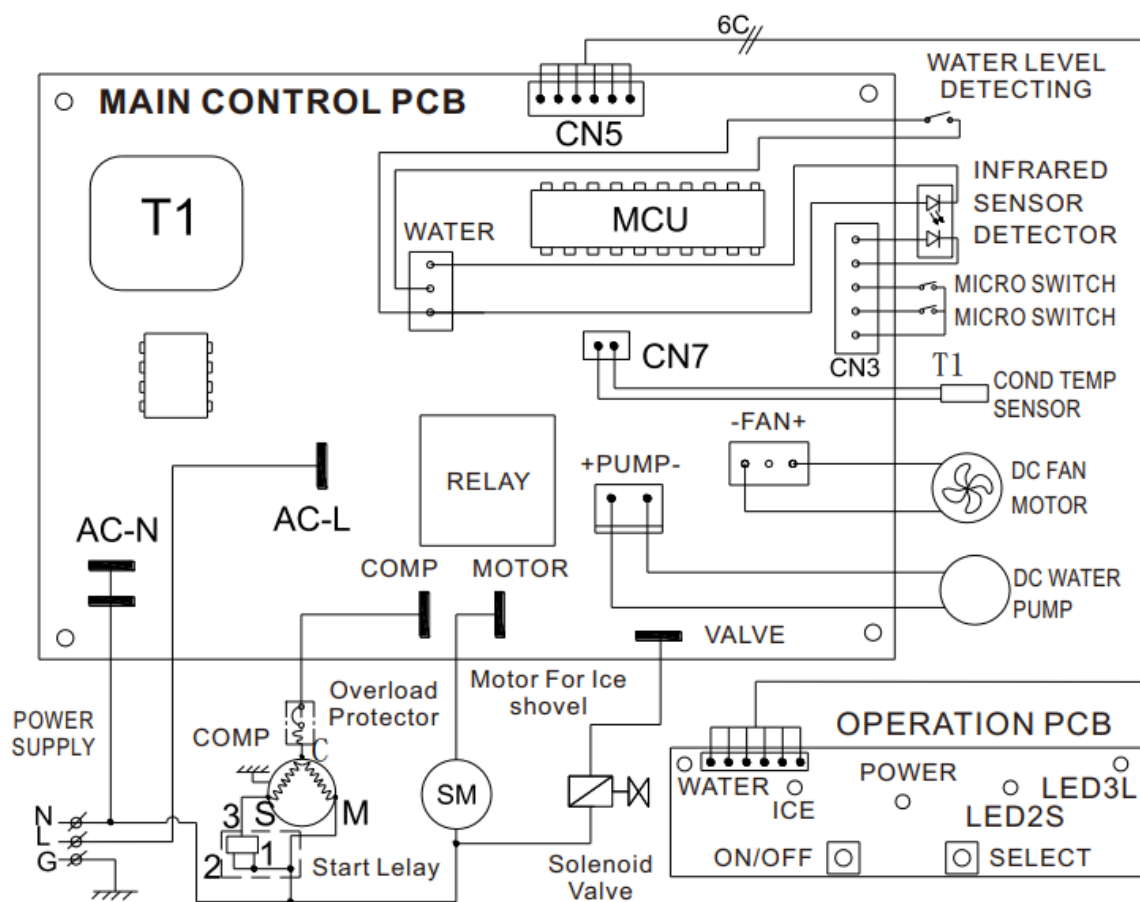 6C
WATER LEVEL
DETECTING
MAIN CONTROL PCB
CN5
INFRARED
SENSOR
DETECTOR
T1
MCU
WATER
MICRO SWITCH
MICRO SWITCH
CN7
CN3
T1
COND TEMP
SENSOR
-FAN+
+PUMP-
RELAY
DC FAN
MOTOR
AC-N
AC-L
COMP
MOTOR
DC WATER
PUMP
VALVE
Overload
Protector
Motor For Ice
shovel
POWER
SUPPLY
COMP
C
OPERATION PCB
WATER
ICE
POWER
LED3L
LED2S
SM
S
M
N
L
G
3
2
1
Start Lelay
Solenoid
Valve
ON/OFF
SELECT